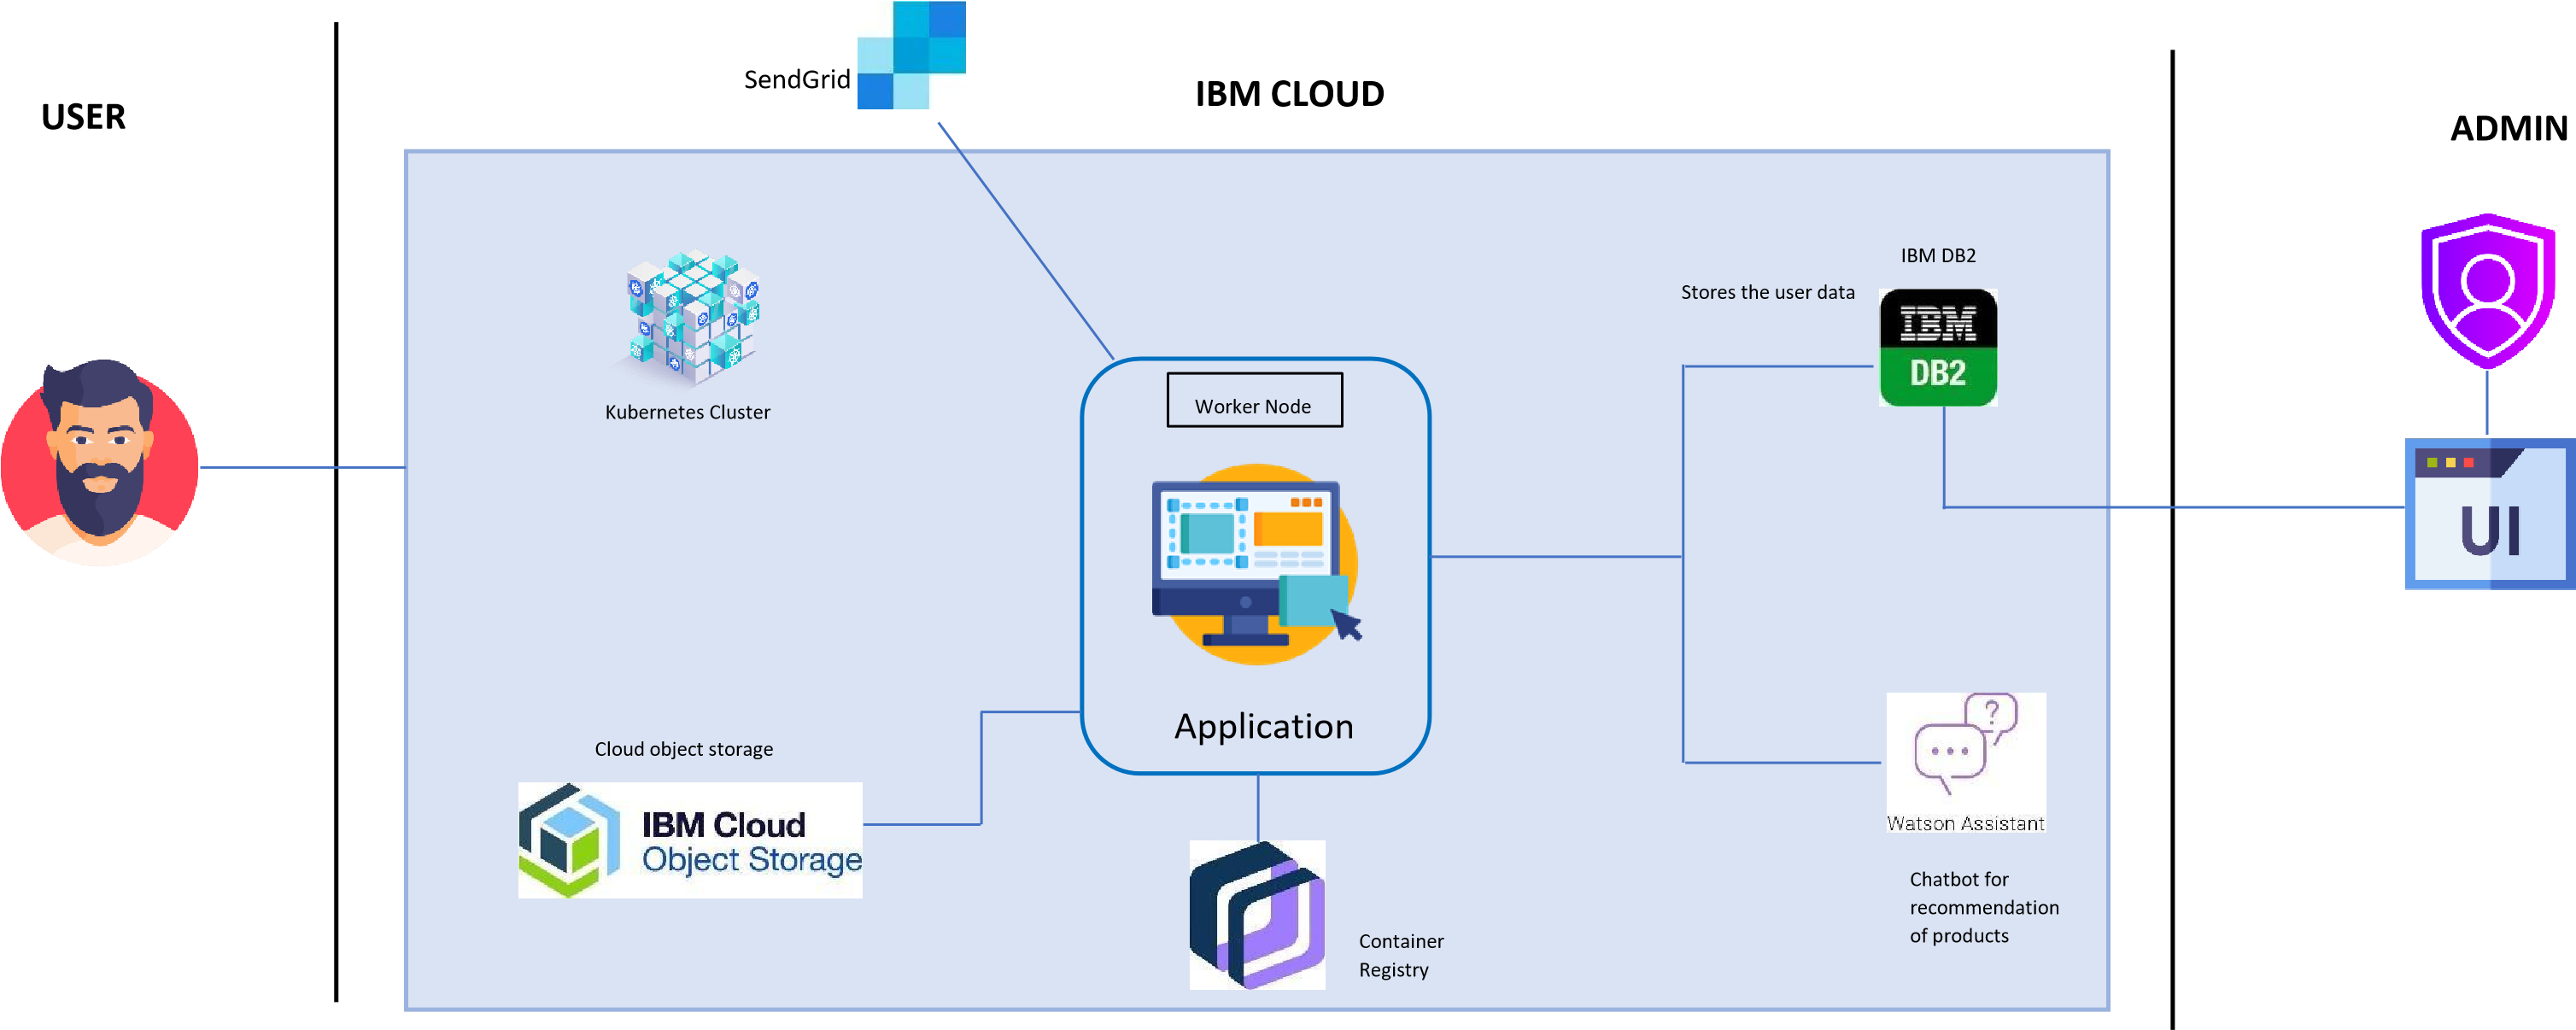 SendGrid
IBM CLOUD
USER
ADMIN
IBM DB2
Stores the user data
IBM
DB2
Kubernetes Cluster
Worker Node
UI
Application
Cloud object storage
IBM Cloud
Object Storage
Watson Assistant
?
Chatbot for
recommendation
of products
Container
Registry